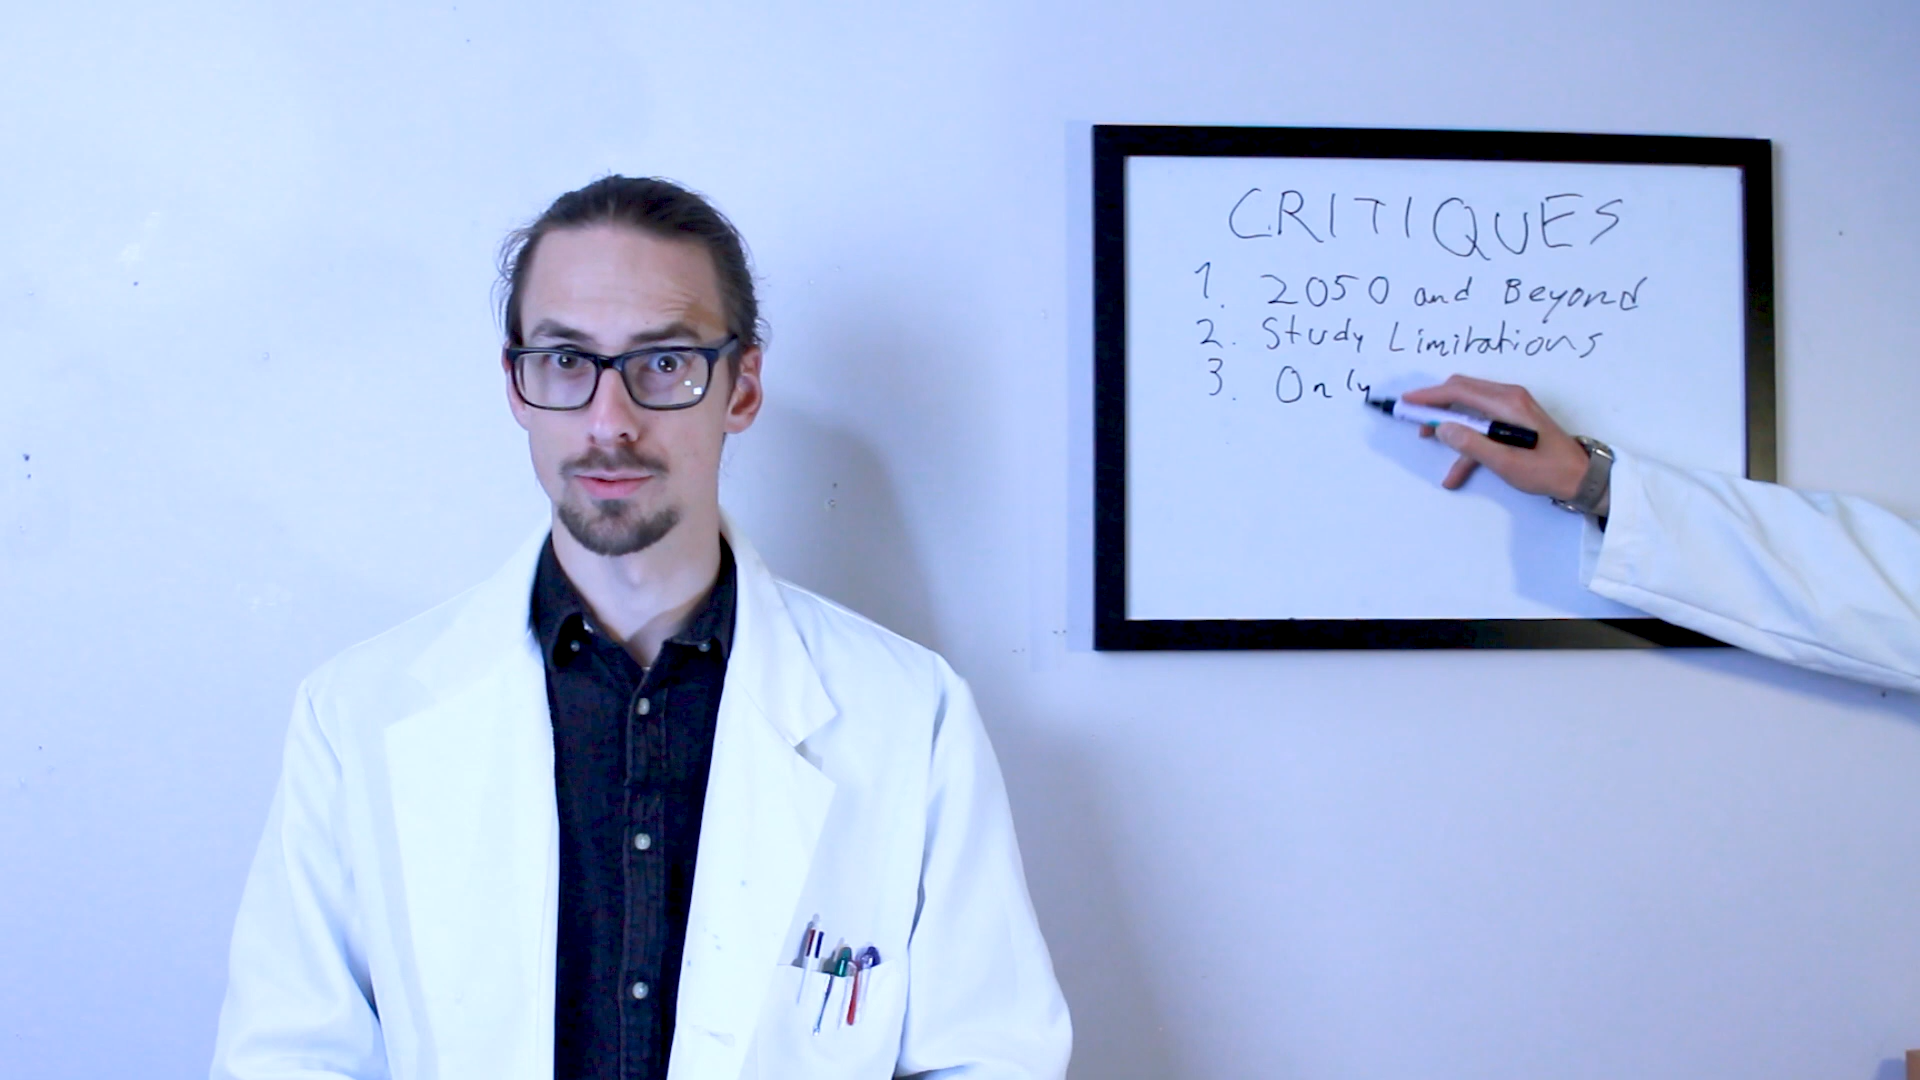 CRITIQUES
1. 2050 and Beyond
2. Study Limitations
3. Only